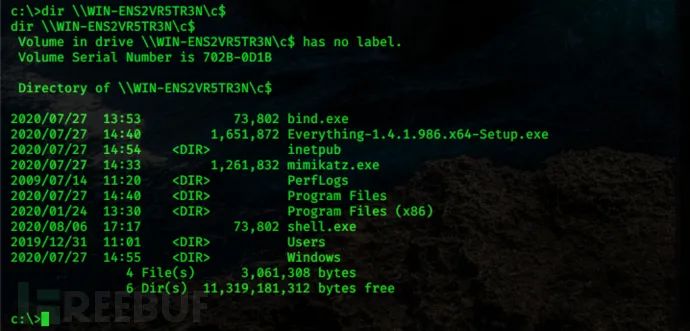 c:\>dir \\WIN-ENS2VR5TR3N\c$
dir \\WIN-ENS2VR5TR3N\c$
 Volume in drive \\WIN-ENS2VR5TR3N\c$ has no label.
 Volume Serial Number is 702B-0D1B
 Directory of \\WIN-ENS2VR5TR3N\c$
2020/07/27  13:53            73,802 bind.exe
2020/07/27  14:40         1,651,872 Everything-1.4.1.986.x64-Setup.exe
2020/07/27  14:54    <DIR>          inetpub
2020/07/27  14:33         1,261,832 mimikatz.exe
2009/07/14  11:20    <DIR>          PerfLogs
2020/07/27  14:40    <DIR>          Program Files
2020/01/24  13:30    <DIR>          Program Files (x86)
2020/08/06  17:17            73,802 shell.exe
2019/12/31  11:01    <DIR>          Users
2020/07/27  14:55    <DIR>          Windows
               4 File(s)      3,061,308 bytes
               6 Dir(s)  11,319,181,312 bytes free
c:\>
FREEBUF